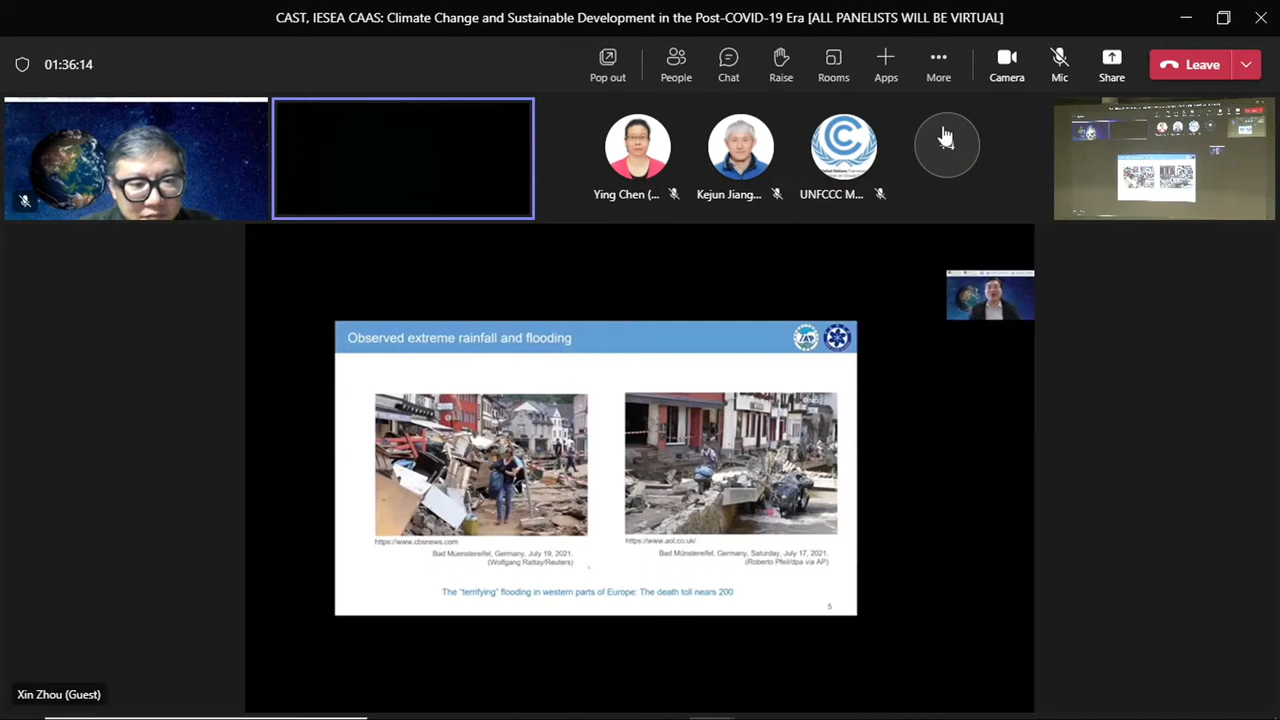 CAST, IESEA CAAS: Climate Change and Sustainable Development in the Post-COVID-19 Era [ALL PANELISTS WILL BE VIRTUAL]
01:36:14
Pop out
People
Chat
Raise
Rooms
Apps
More
Camera
Mic
Share
Leave
Ying Chen (...
Kejun Jiang...
UNFCCC M...
Observed extreme rainfall and flooding
https://www.cbsnews.com
Bad Muenstereifel, Germany, July 19, 2021.
(Wolfgang Rattay/Reuters)
https://www.aol.co.uk/
Bad Münstereifel, Germany, Saturday, July 17, 2021.
(Roberto Pfeil/dpa via AP)
The "terrifying" flooding in western parts of Europe: The death toll nears 200
5
Xin Zhou (Guest)